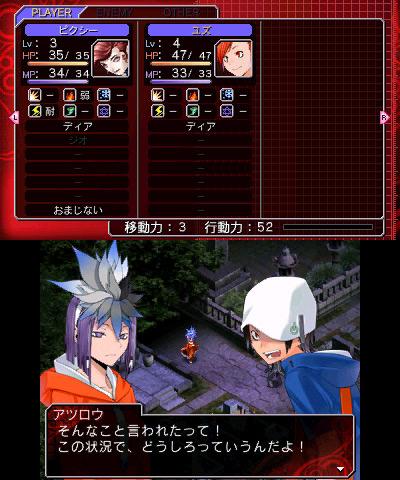 PLAYER ENEMY OTHER
ピクシー ユズ
Lv: 3 Lv: 4
HP: 35/ 35 HP: 47/ 47
MP: 34/ 34 MP: 33/ 33
－ 弱 － － － －
耐 － － － － －
ディア ディア
ジオ －
－ －
－ －
－ －
－ －
－ －
おまじない －
移動力：3 行動力：52
L R
アツロウ
そんなこと言われたって！
この状況で、どうしろっていうんだよ！